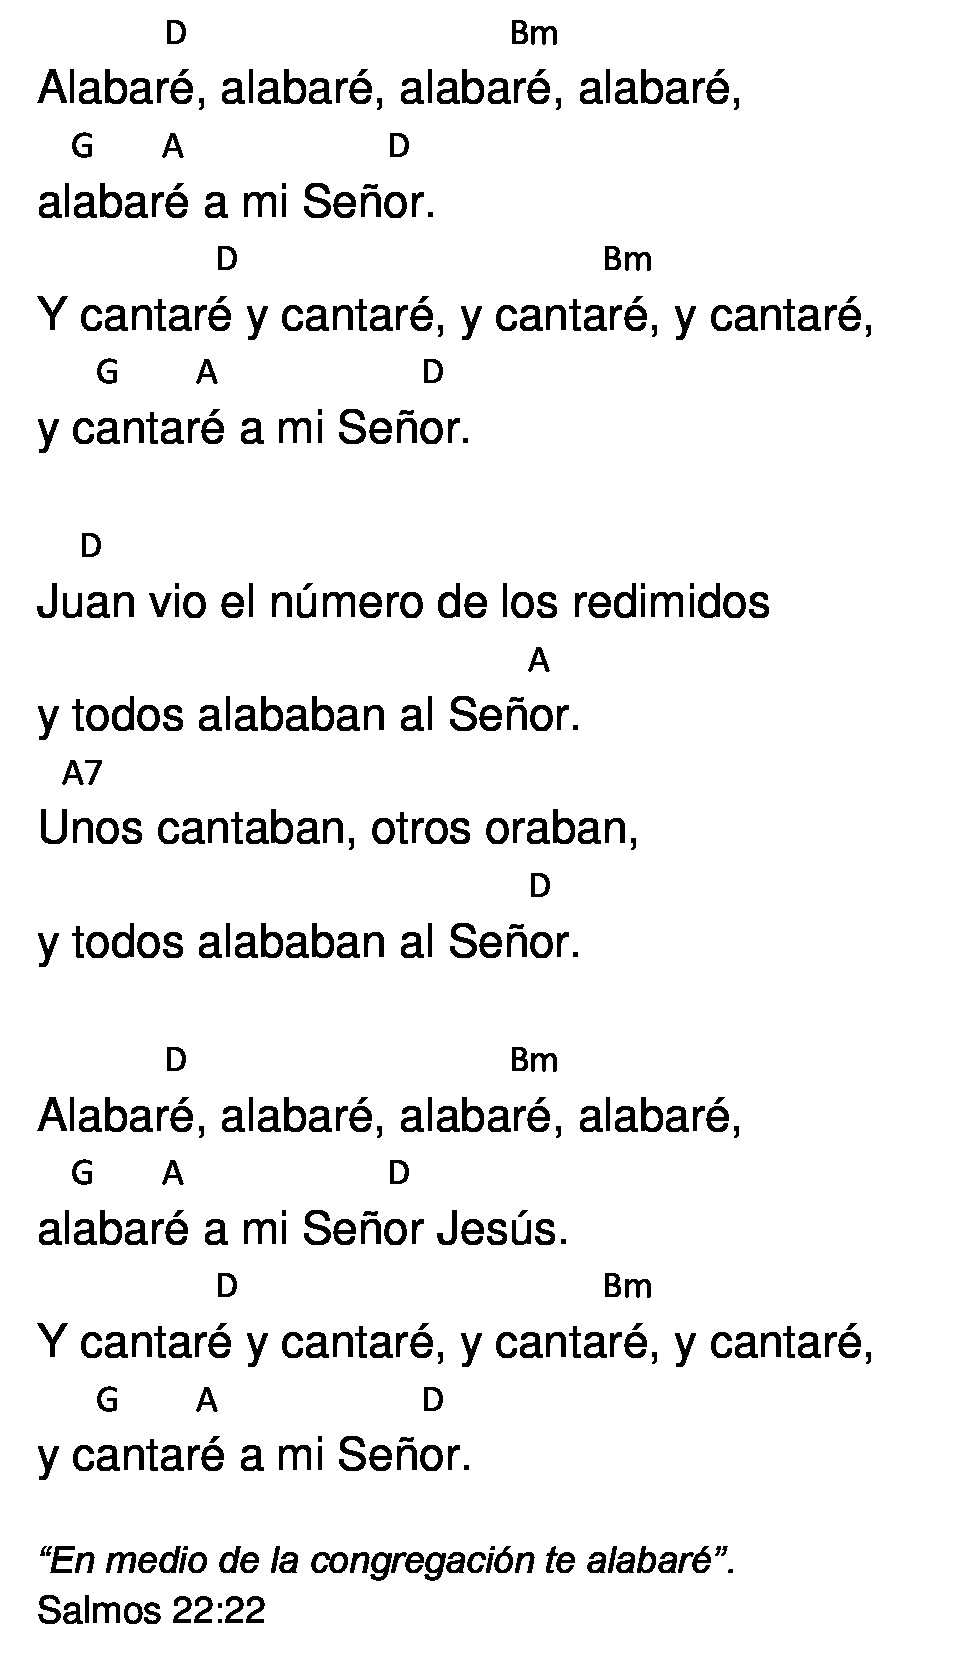 D Bm
Alabaré, alabaré, alabaré, alabaré,
G A D
alabaré a mi Señor.
D Bm
Y cantaré y cantaré, y cantaré, y cantaré,
G A D
y cantaré a mi Señor.
D
Juan vio el número de los redimidos
A
y todos alababan al Señor.
A7
Unos cantaban, otros oraban,
D
y todos alababan al Señor.
D Bm
Alabaré, alabaré, alabaré, alabaré,
G A D
alabaré a mi Señor Jesús.
D Bm
Y cantaré y cantaré, y cantaré, y cantaré,
G A D
y cantaré a mi Señor.
“En medio de la congregación te alabaré”.
Salmos 22:22